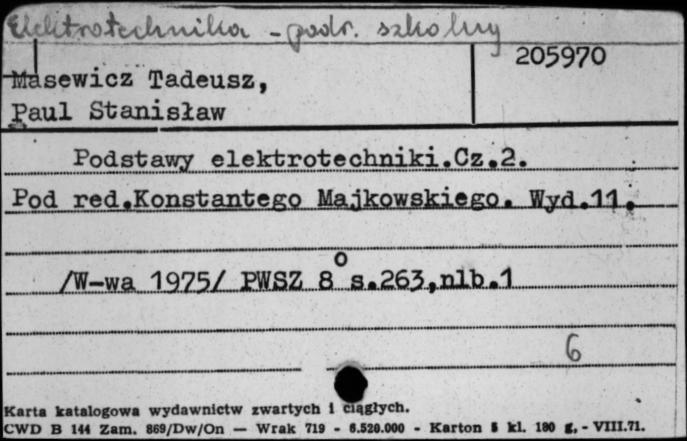 Elektrotechnika - podr. szkolny
205970
Masewicz Tadeusz,
Paul Stanisław
Podstawy elektrotechniki.Cz.2.
Pod red.Konstantego Majkowskiego. Wyd.11.
/W-wa 1975/ PWSZ 8° s.263,nlb.1
6
Karta katalogowa wydawnictw zwartych i ciągłych.
CWD B 144 Zam. 869/Dw/On — Wrak 719 - 6.520.000 - Karton 5 kl. 180 g. - VIII.71.